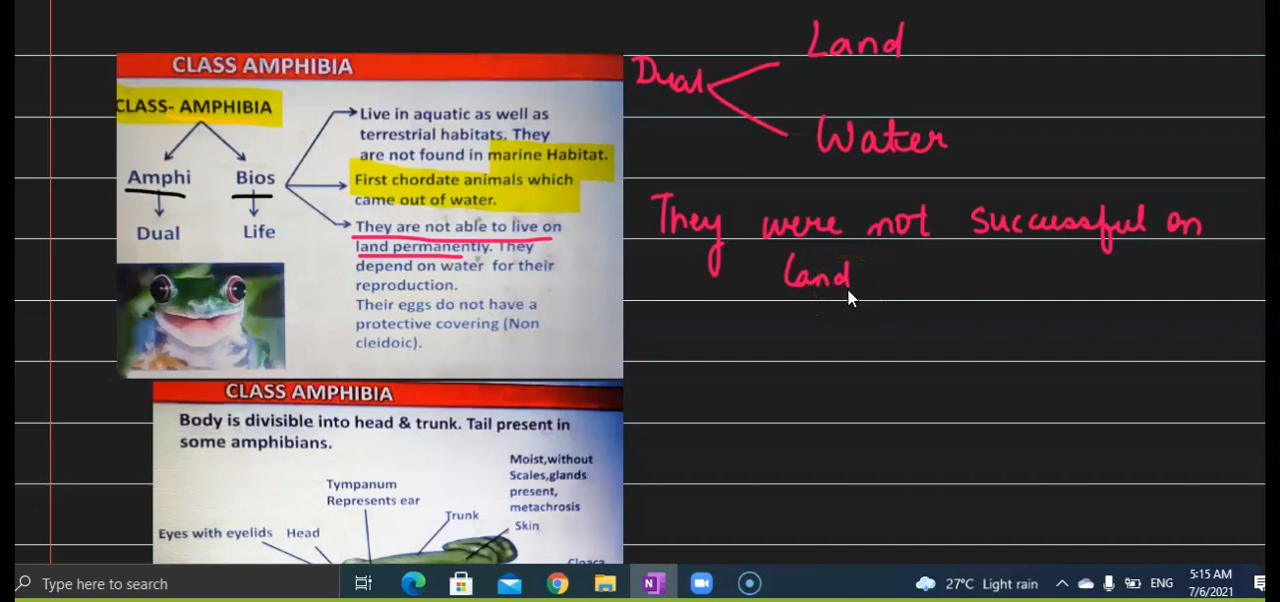 CLASS AMPHIBIA
CLASS- AMPHIBIA
Amphi
Bios
Dual
Life
Live in aquatic as well as
terrestrial habitats. They
are not found in marine Habitat.
First chordate animals which
came out of water.
They are not able to live on
land permanently. They
depend on water for their
reproduction.
Their eggs do not have a
protective covering (Non
cleidoic).
Dual
Land
Water
They were not successful on
land
CLASS AMPHIBIA
Body is divisible into head & trunk. Tail present in
some amphibians.
Moist,without
Scales,glands
present,
metachrosis
Skin
Tympanum
Represents ear
Trunk
Eyes with eyelids
Head
Cloaca
Type here to search
27°C Light rain
ENG
5:15 AM
7/6/2021